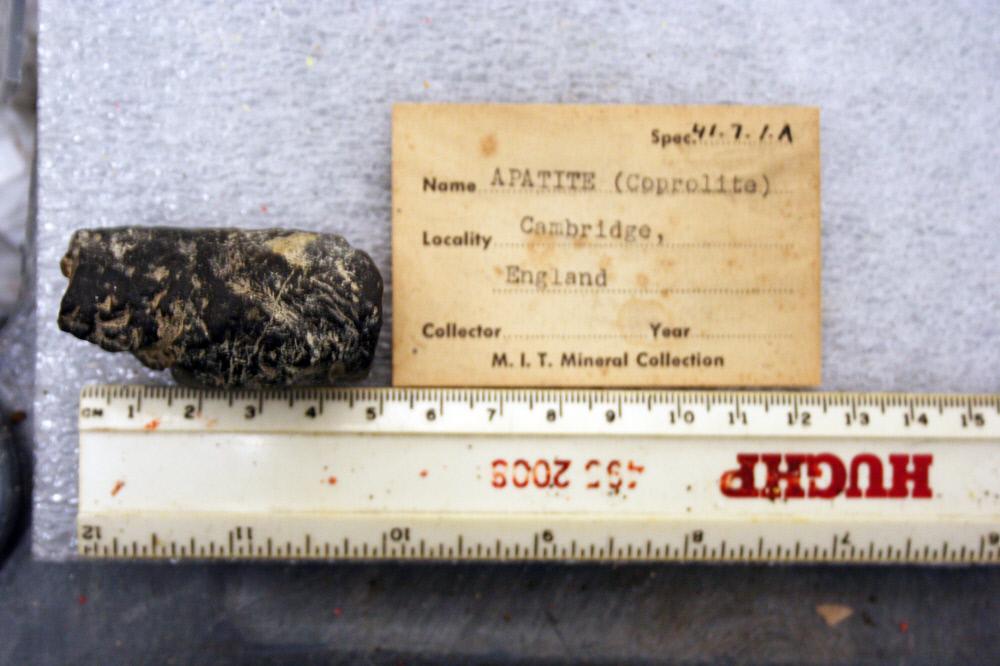 Spec. 41.7.1.A
Name APATITE (Coprolite)
Locality Cambridge,
England
Collector Year
M. I. T. Mineral Collection
CM 1 2 3 4 5 6 7 8 9 10 11 12 13 14 15
HUGHP
495 2008
12 11 10 9 8 7 6